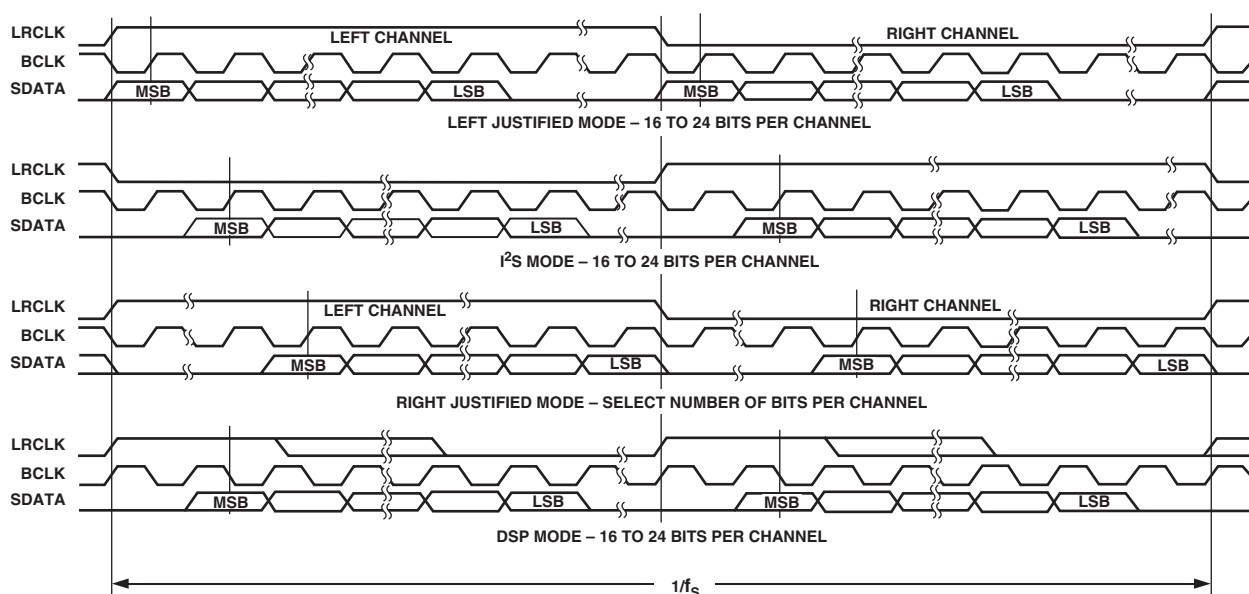 LRCLK
LEFT CHANNEL
RIGHT CHANNEL
BCLK
SDATA
MSB
LSB
MSB
LSB
LEFT JUSTIFIED MODE – 16 TO 24 BITS PER CHANNEL
LRCLK
BCLK
SDATA
MSB
LSB
MSB
LSB
I²S MODE – 16 TO 24 BITS PER CHANNEL
LRCLK
LEFT CHANNEL
RIGHT CHANNEL
BCLK
SDATA
MSB
LSB
MSB
LSB
RIGHT JUSTIFIED MODE – SELECT NUMBER OF BITS PER CHANNEL
LRCLK
BCLK
SDATA
MSB
LSB
MSB
LSB
DSP MODE – 16 TO 24 BITS PER CHANNEL
1/fS